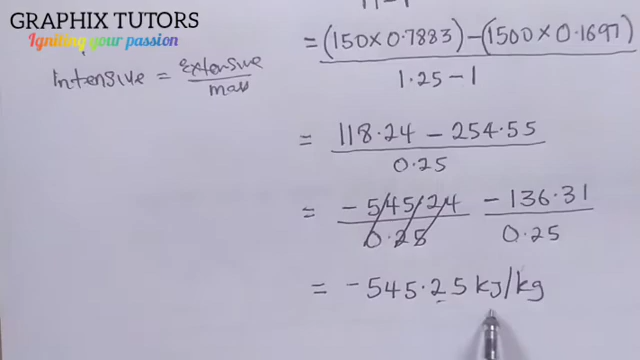 GRAPHIX TUTORS
Igniting your passion
Intensive = extensive / mass
n-1
= (150×0.7883) - (1500×0.1697)
1.25-1
= 118.24 - 254.55
0.25
= -545.24 / 0.25 -136.31 / 0.25
= -545.25 kJ/kg